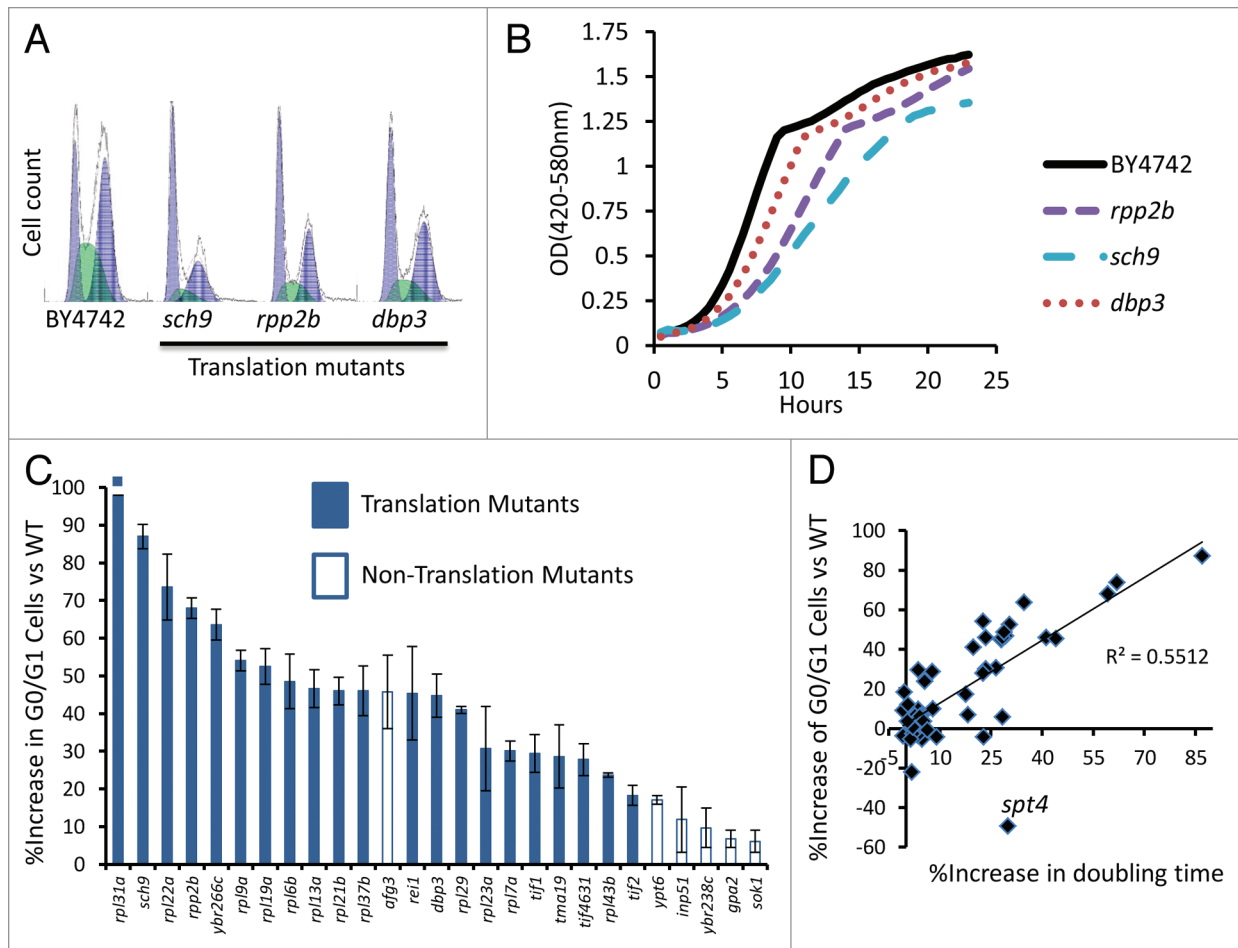 A
Cell count
BY4742
sch9
rpp2b
dbp3
Translation mutants
B
OD(420-580nm)
1.75
1.5
1.25
1
0.75
0.5
0.25
0
0
5
10
15
20
25
Hours
BY4742
rpp2b
sch9
dbp3
C
%Increase in G0/G1 Cells vs WT
100
90
80
70
60
50
40
30
20
10
0
Translation Mutants
Non-Translation Mutants
rpl31a
sch9
rpl22a
rpp2b
ybr266c
rpl9a
rpl19a
rpl6b
rpl13a
rpl21b
rpl37b
afg3
rei1
dbp3
rpl29
rpl23a
rpl7a
tif1
tma19
tif4631
rpl43b
tif2
ypt6
inp51
ybr238c
gpa2
sok1
D
%Increase of G0/G1 Cells vs WT
100
80
60
40
20
0
-20
-40
-60
-5
5
25
45
55
70
85
R² = 0.5512
spt4
%Increase in doubling time